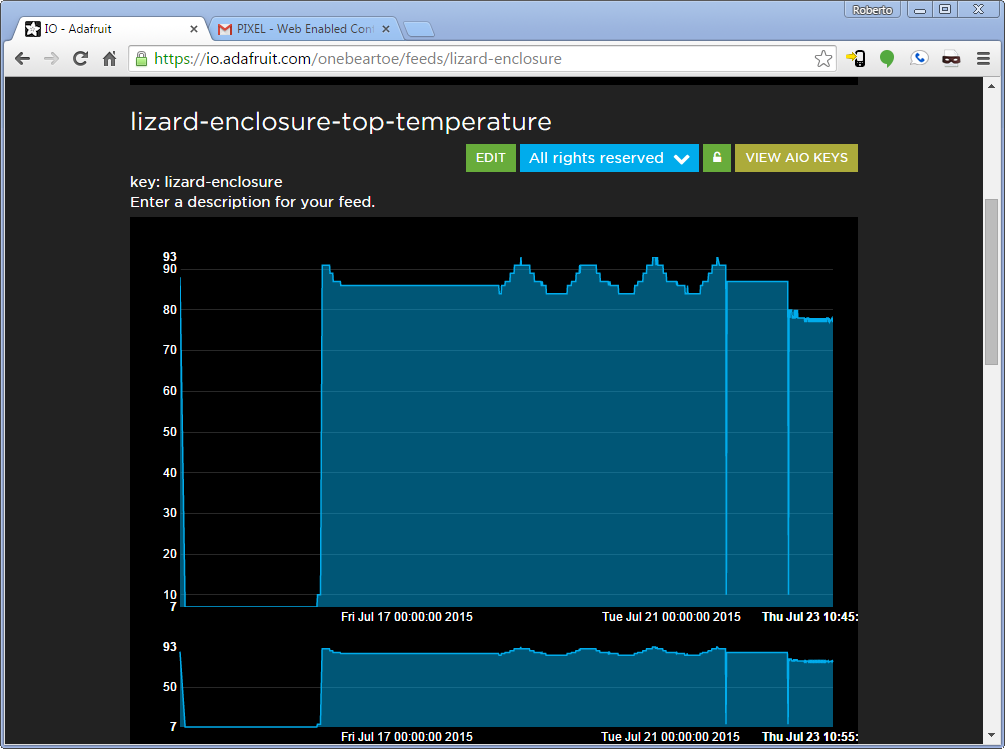 Roberto
IO - Adafruit
PIXEL - Web Enabled Con
https://io.adafruit.com/onebeartoe/feeds/lizard-enclosure
lizard-enclosure-top-temperature
EDIT
All rights reserved
VIEW AIO KEYS
key: lizard-enclosure
Enter a description for your feed.
93
90
80
70
60
50
40
30
20
10
7
Fri Jul 17 00:00:00 2015 Tue Jul 21 00:00:00 2015 Thu Jul 23 10:45:
93
50
7
Fri Jul 17 00:00:00 2015 Tue Jul 21 00:00:00 2015 Thu Jul 23 10:55: